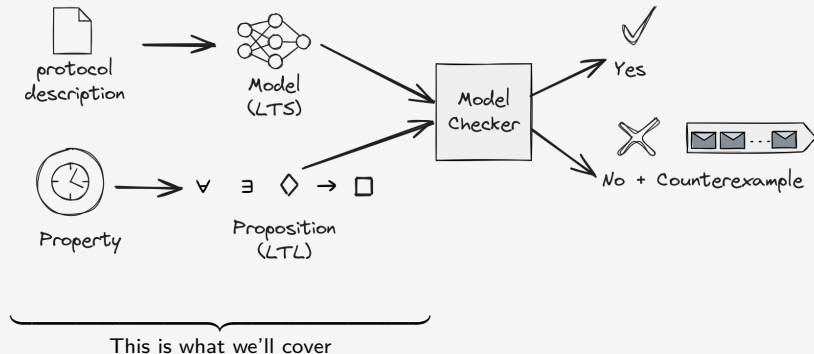 protocol
description
Model
(LTS)
Model
Checker
Yes
No + Counterexample
Property
∀ ∃ ◇ → □
Proposition
(LTL)
This is what we'll cover